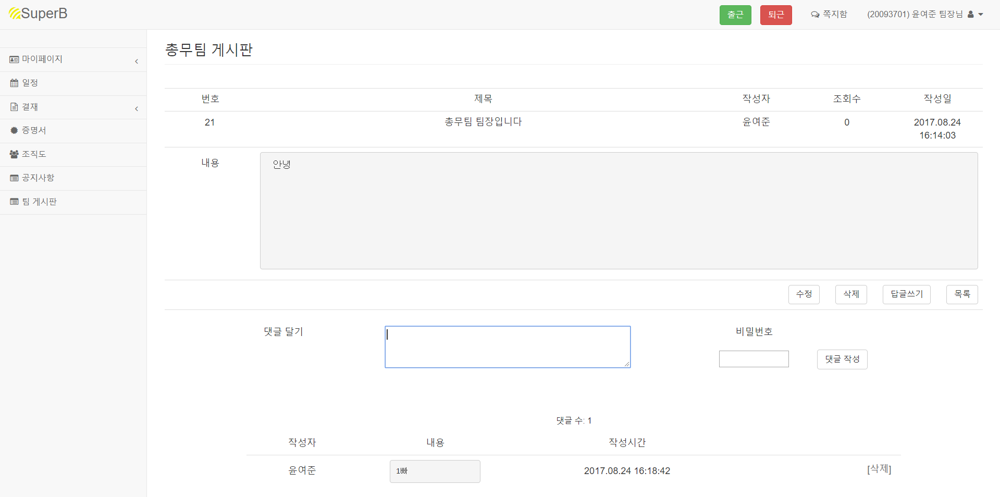 SuperB
출근 퇴근 쪽지함 (20093701) 윤여준 팀장님
마이페이지
일정
결재
증명서
조직도
공지사항
팀 게시판
총무팀 게시판
번호 제목 작성자 조회수 작성일
21 총무팀 팀장입니다 윤여준 0 2017.08.24
16:14:03
내용 안녕
수정 삭제 답글쓰기 목록
댓글 달기 비밀번호
댓글 작성
댓글 수: 1
작성자 내용 작성시간
윤여준 1빠 2017.08.24 16:18:42 [삭제]